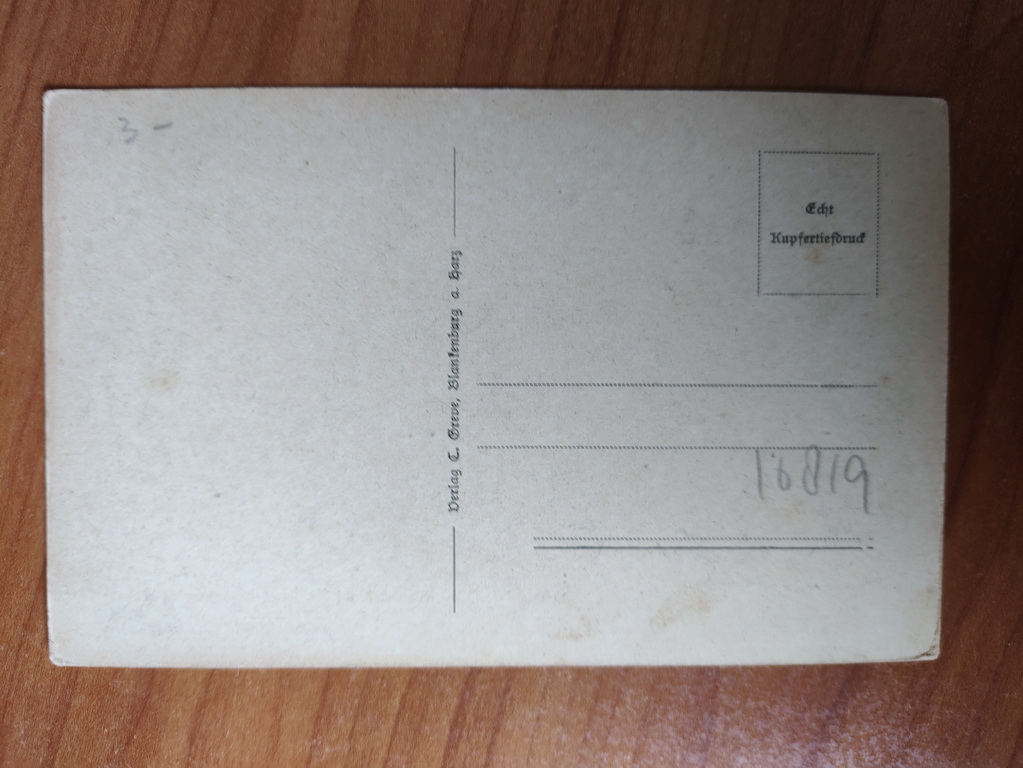 3 -
Verlag C. Greve, Blankenburg a. Harz
Echt
Kupfertiefdruck
16819